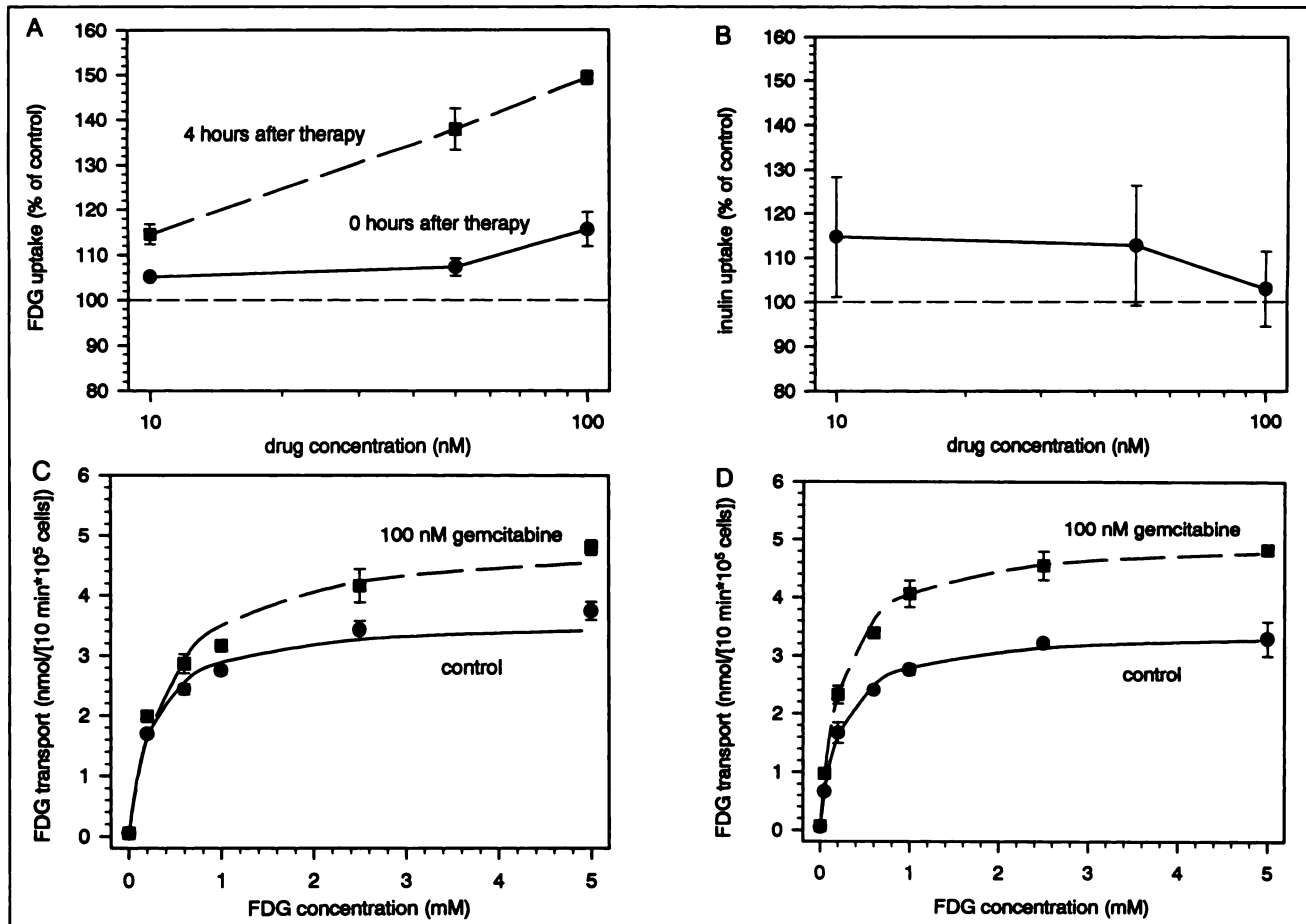 A
160
150
140
130
120
110
100
90
80
FDG uptake (% of control)
4 hours after therapy
0 hours after therapy
10
100
drug concentration (nM)
B
160
150
140
130
120
110
100
90
80
inulin uptake (% of control)
10
100
drug concentration (nM)
C
6
5
4
3
2
1
0
FDG transport (nmol/[10 min*10⁵ cells])
100 nM gemcitabine
control
0 1 2 3 4 5
FDG concentration (mM)
D
6
5
4
3
2
1
0
FDG transport (nmol/[10 min*10⁵ cells])
100 nM gemcitabine
control
0 1 2 3 4 5
FDG concentration (mM)